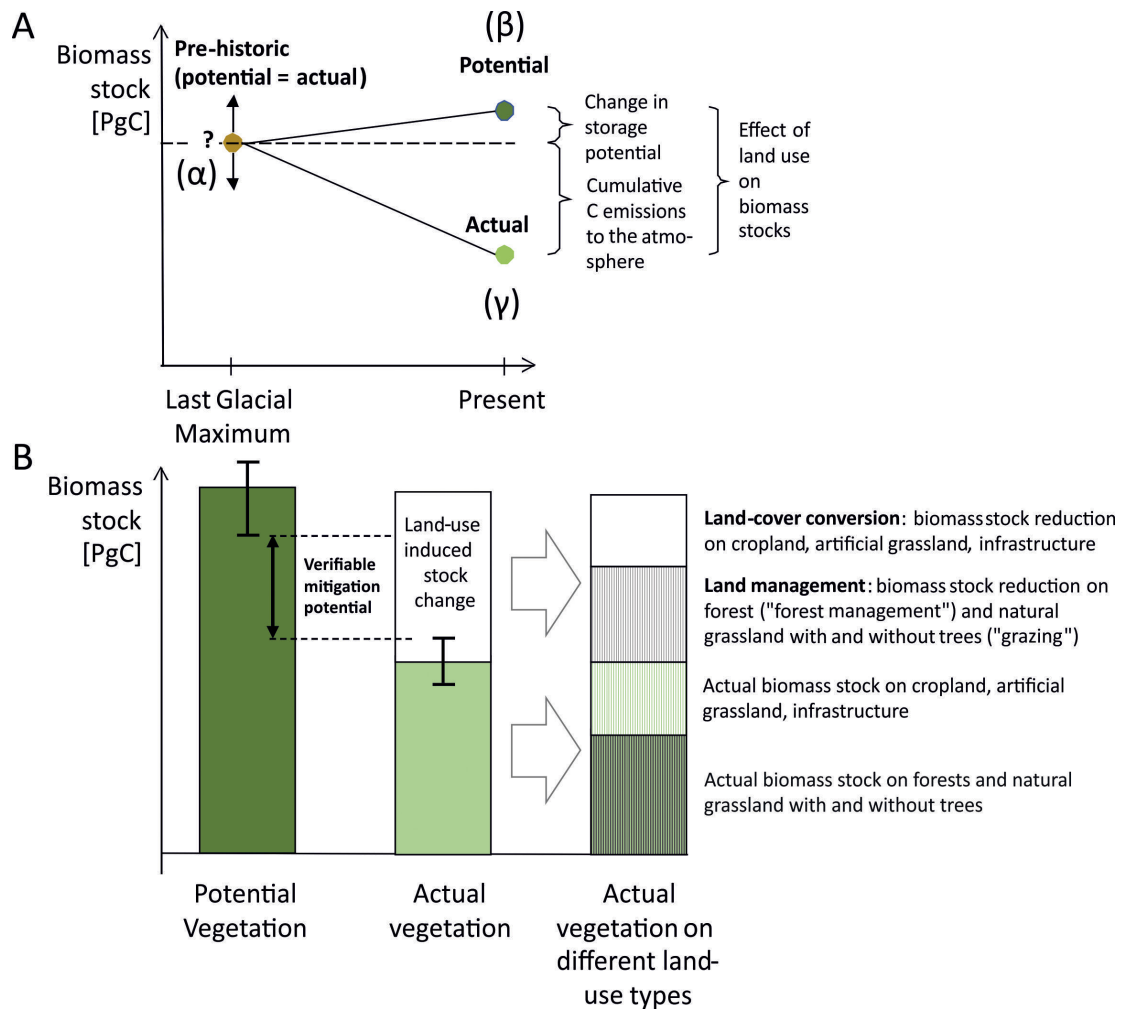 A
Biomass
stock
[PgC]
Pre-historic
(potential = actual)
?
(α)
(β)
Potential
Actual
(γ)
Change in
storage
potential
Cumulative
C emissions
to the atmo-
sphere
Effect of
land use
on
biomass
stocks
Last Glacial
Maximum
Present
B
Biomass
stock
[PgC]
Verifiable
mitigation
potential
Land-use
induced
stock
change
Land-cover conversion: biomass stock reduction
on cropland, artificial grassland, infrastructure
Land management: biomass stock reduction on
forest ("forest management") and natural
grassland with and without trees ("grazing")
Actual biomass stock on cropland, artificial
grassland, infrastructure
Actual biomass stock on forests and natural
grassland with and without trees
Potential
Vegetation
Actual
vegetation
Actual
vegetation on
different land-
use types